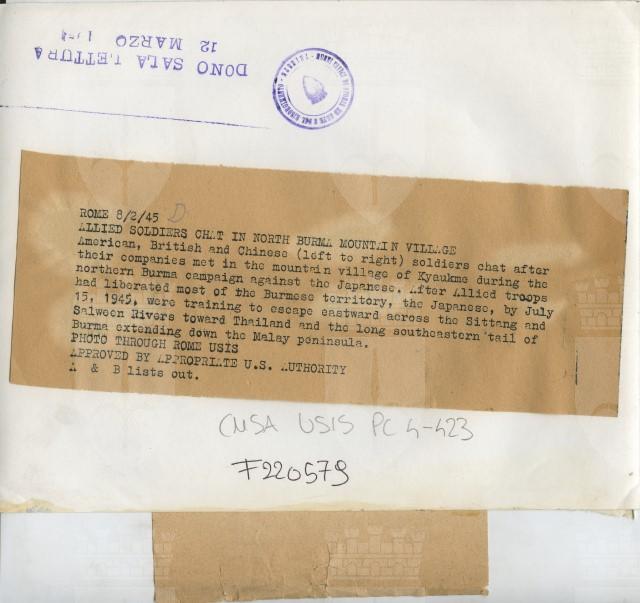 DONO SALA LETTURA
12 MARZO
ROME 8/2/45 D
ALLIED SOLDIERS CHAT IN NORTH BURMA MOUNTAIN VILLAGE
American, British and Chinese (left to right) soldiers chat after
their companies met in the mountain village of Kyaukme during the
northern Burma campaign against the Japanese. After Allied troops
had liberated most of the Burmese territory, the Japanese, by July
15, 1945, were training to escape eastward across the Sittang and
Salween Rivers toward Thailand and the long southeastern tail of
Burma extending down the Malay peninsula.
PHOTO THROUGH ROME USIS
APPROVED BY APPROPRIATE U.S. AUTHORITY
A & B lists out.
CMSA USIS PC 4-423
F220579